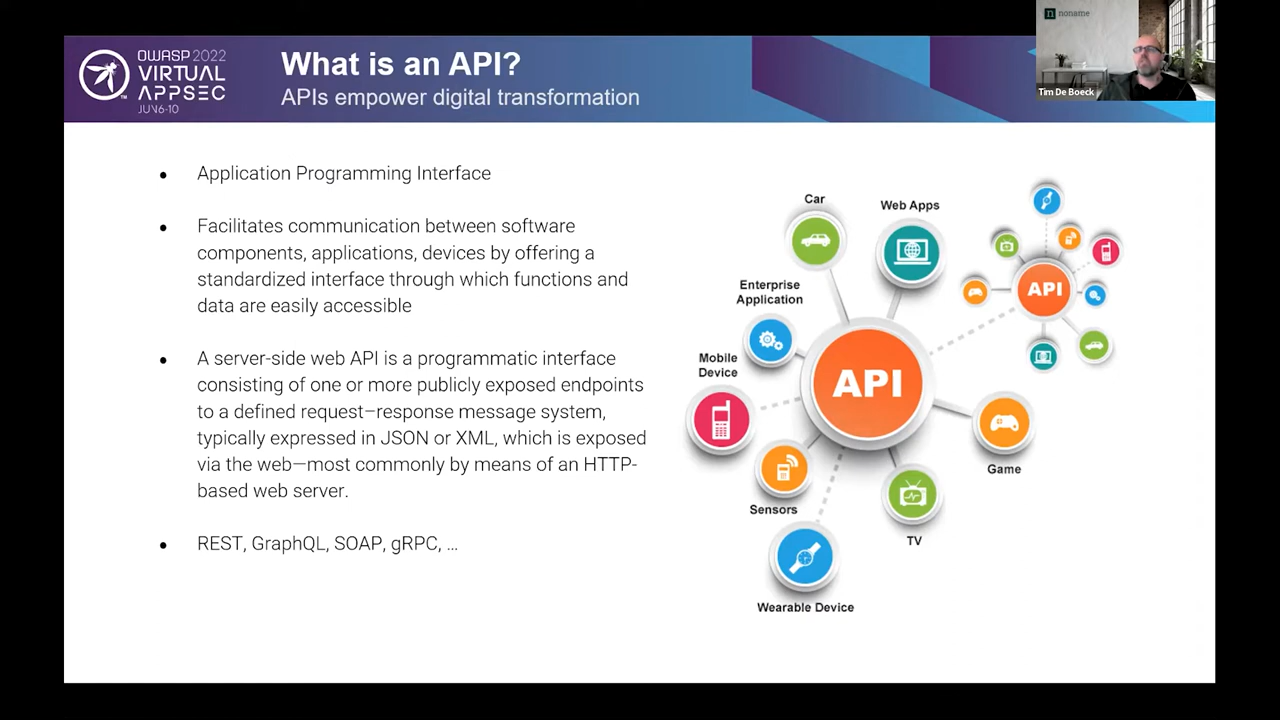 noname
Tim De Boeck
OWASP 2022
VIRTUAL
APPSEC
JUN 6-10
What is an API?
APIs empower digital transformation
• Application Programming Interface
• Facilitates communication between software
components, applications, devices by offering a
standardized interface through which functions and
data are easily accessible
• A server-side web API is a programmatic interface
consisting of one or more publicly exposed endpoints
to a defined request–response message system,
typically expressed in JSON or XML, which is exposed
via the web—most commonly by means of an HTTP-
based web server.
• REST, GraphQL, SOAP, gRPC, ...
Car
Web Apps
Enterprise
Application
Mobile
Device
API
API
Sensors
Game
TV
Wearable Device